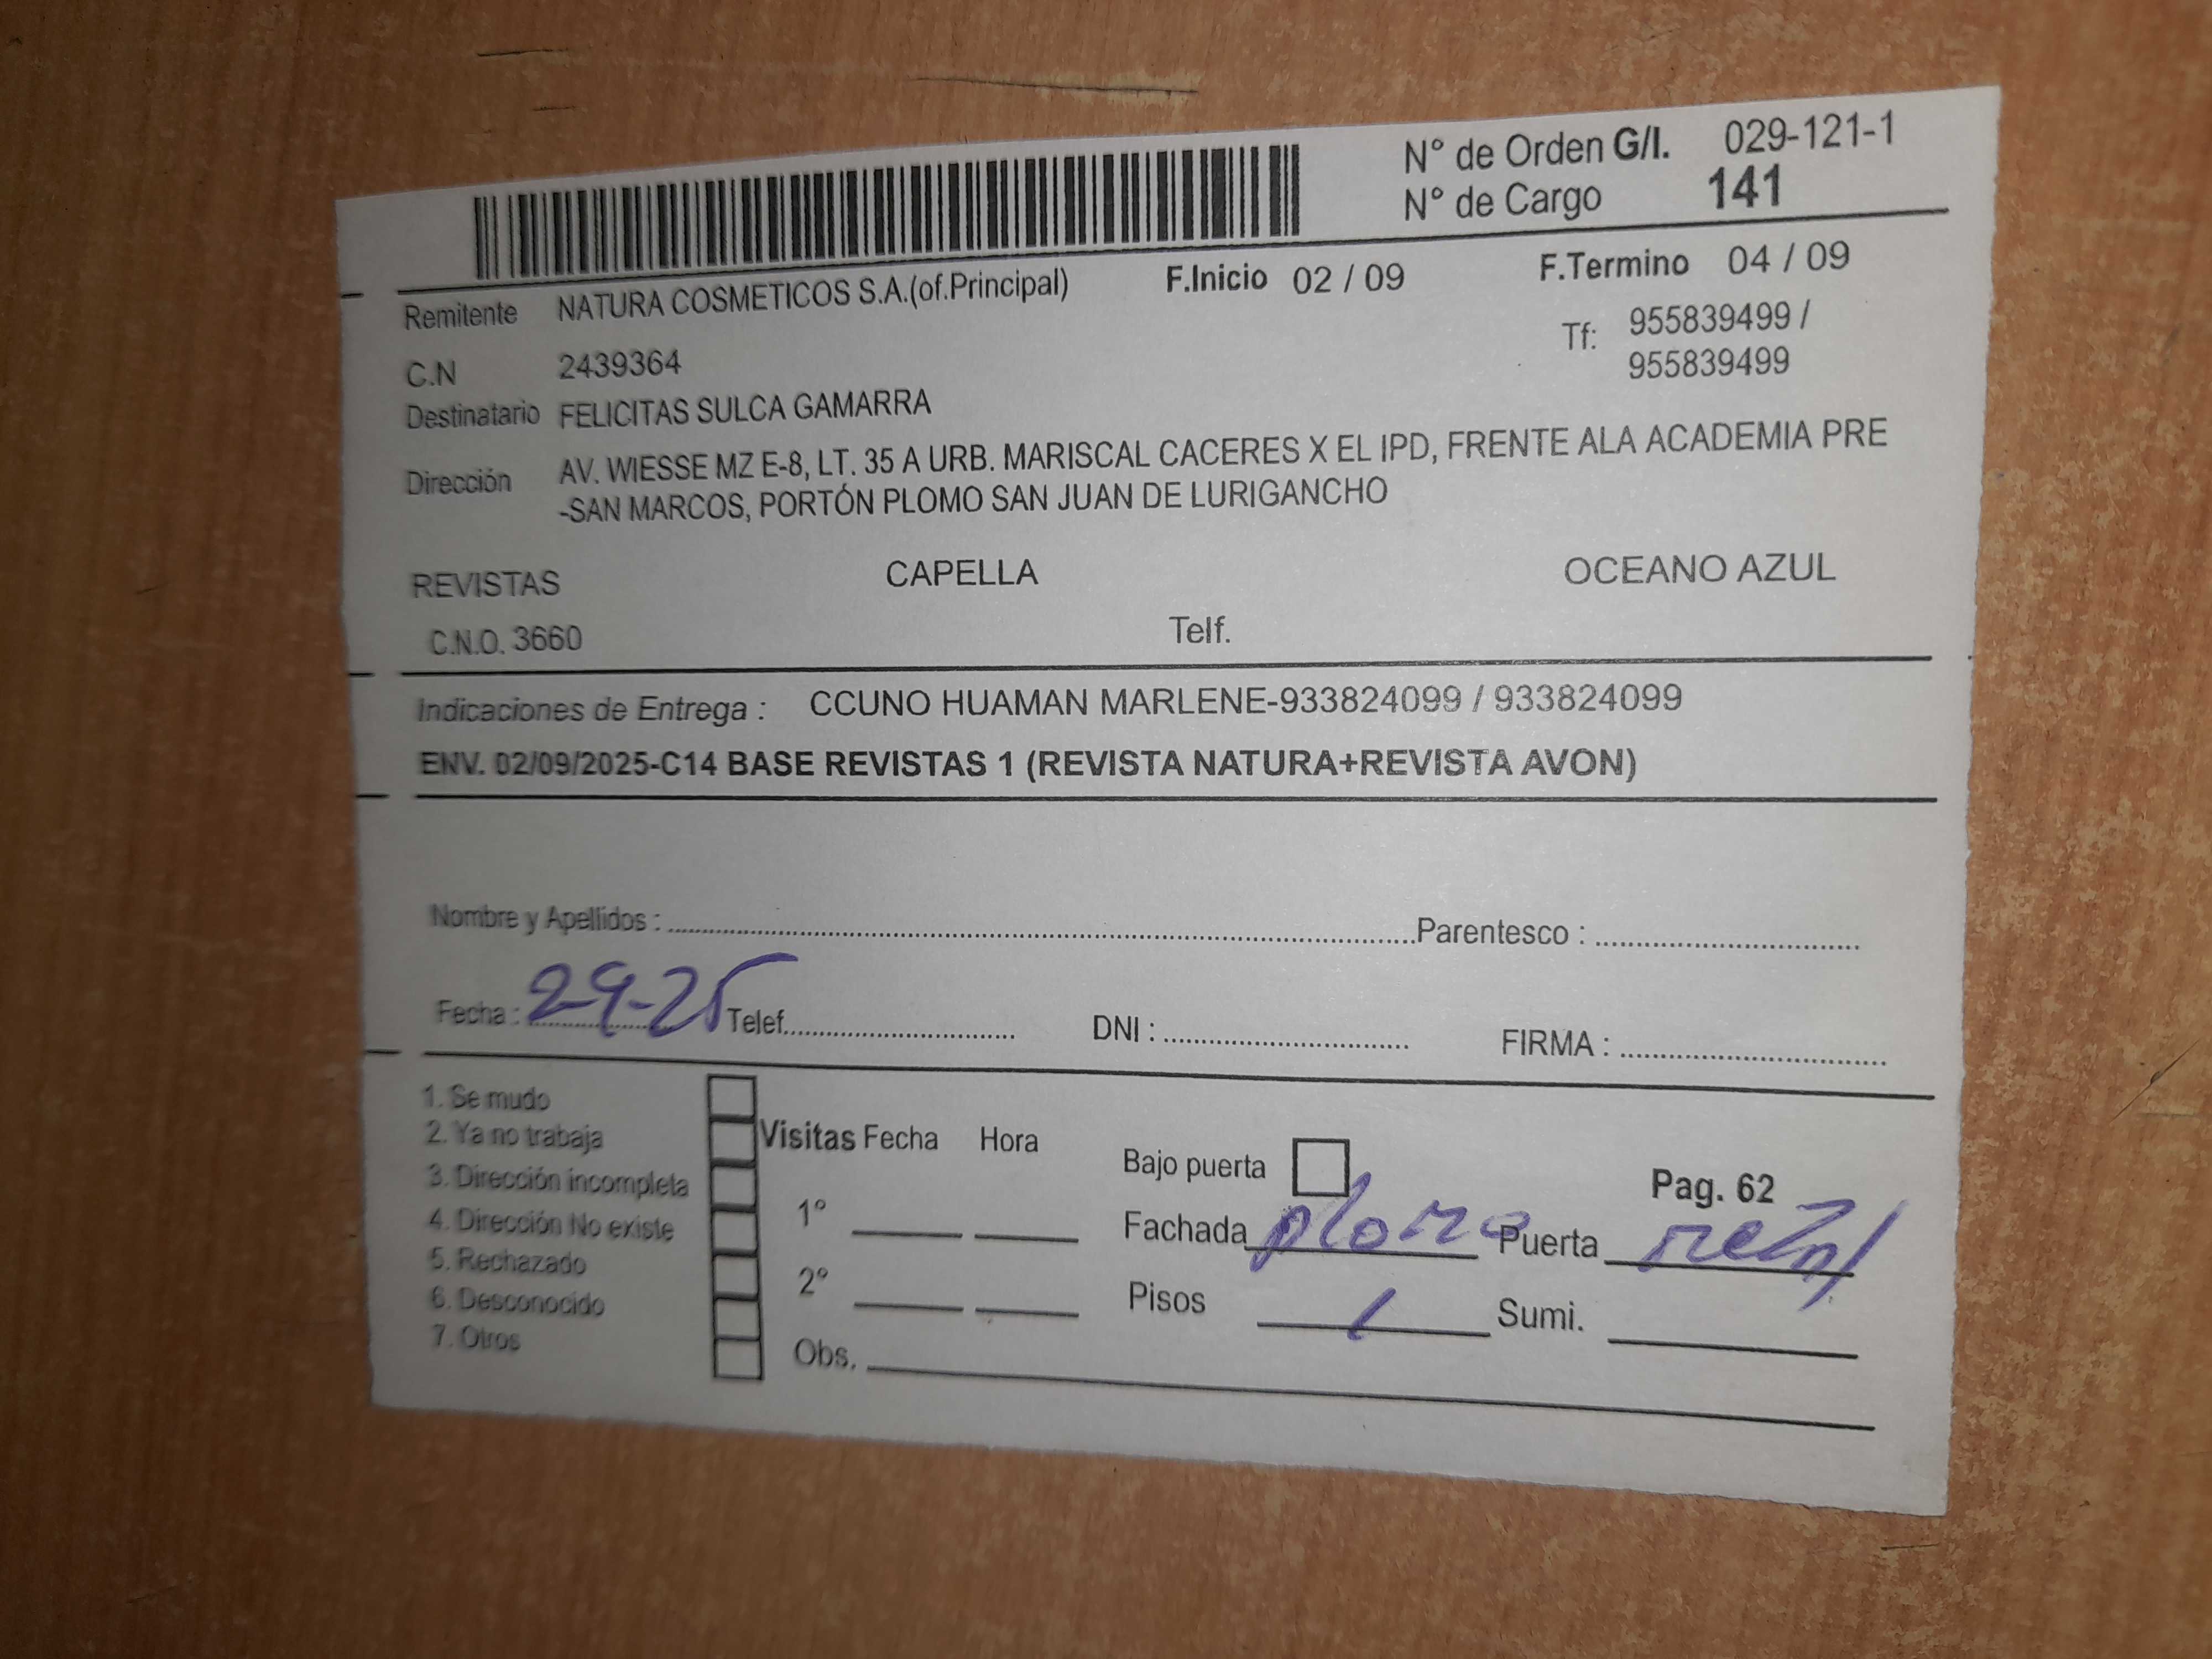 N° de Orden G/I. 029-121-1
N° de Cargo 141
Remitente NATURA COSMETICOS S.A.(of.Principal) F.Inicio 02 / 09 F.Termino 04 / 09
C.N 2439364 Tf: 955839499 /
955839499
Destinatario FELICITAS SULCA GAMARRA
Dirección AV. WIESSE MZ E-8, LT. 35 A URB. MARISCAL CACERES X EL IPD, FRENTE ALA ACADEMIA PRE
-SAN MARCOS, PORTÓN PLOMO SAN JUAN DE LURIGANCHO
REVISTAS CAPELLA OCEANO AZUL
C.N.O. 3660 Telf.
Indicaciones de Entrega : CCUNO HUAMAN MARLENE-933824099 / 933824099
ENV. 02/09/2025-C14 BASE REVISTAS 1 (REVISTA NATURA+REVISTA AVON)
Nombre y Apellidos : Parentesco :
Fecha : 2-9-25 Telef. DNI : FIRMA :
1. Se mudo
2. Ya no trabaja Visitas Fecha Hora
3. Dirección incompleta Bajo puerta Pag. 62
4. Dirección No existe 1° Fachada plomo Puerta
5. Rechazado
6. Desconocido 2° Pisos 1 Sumi.
7. Otros Obs.